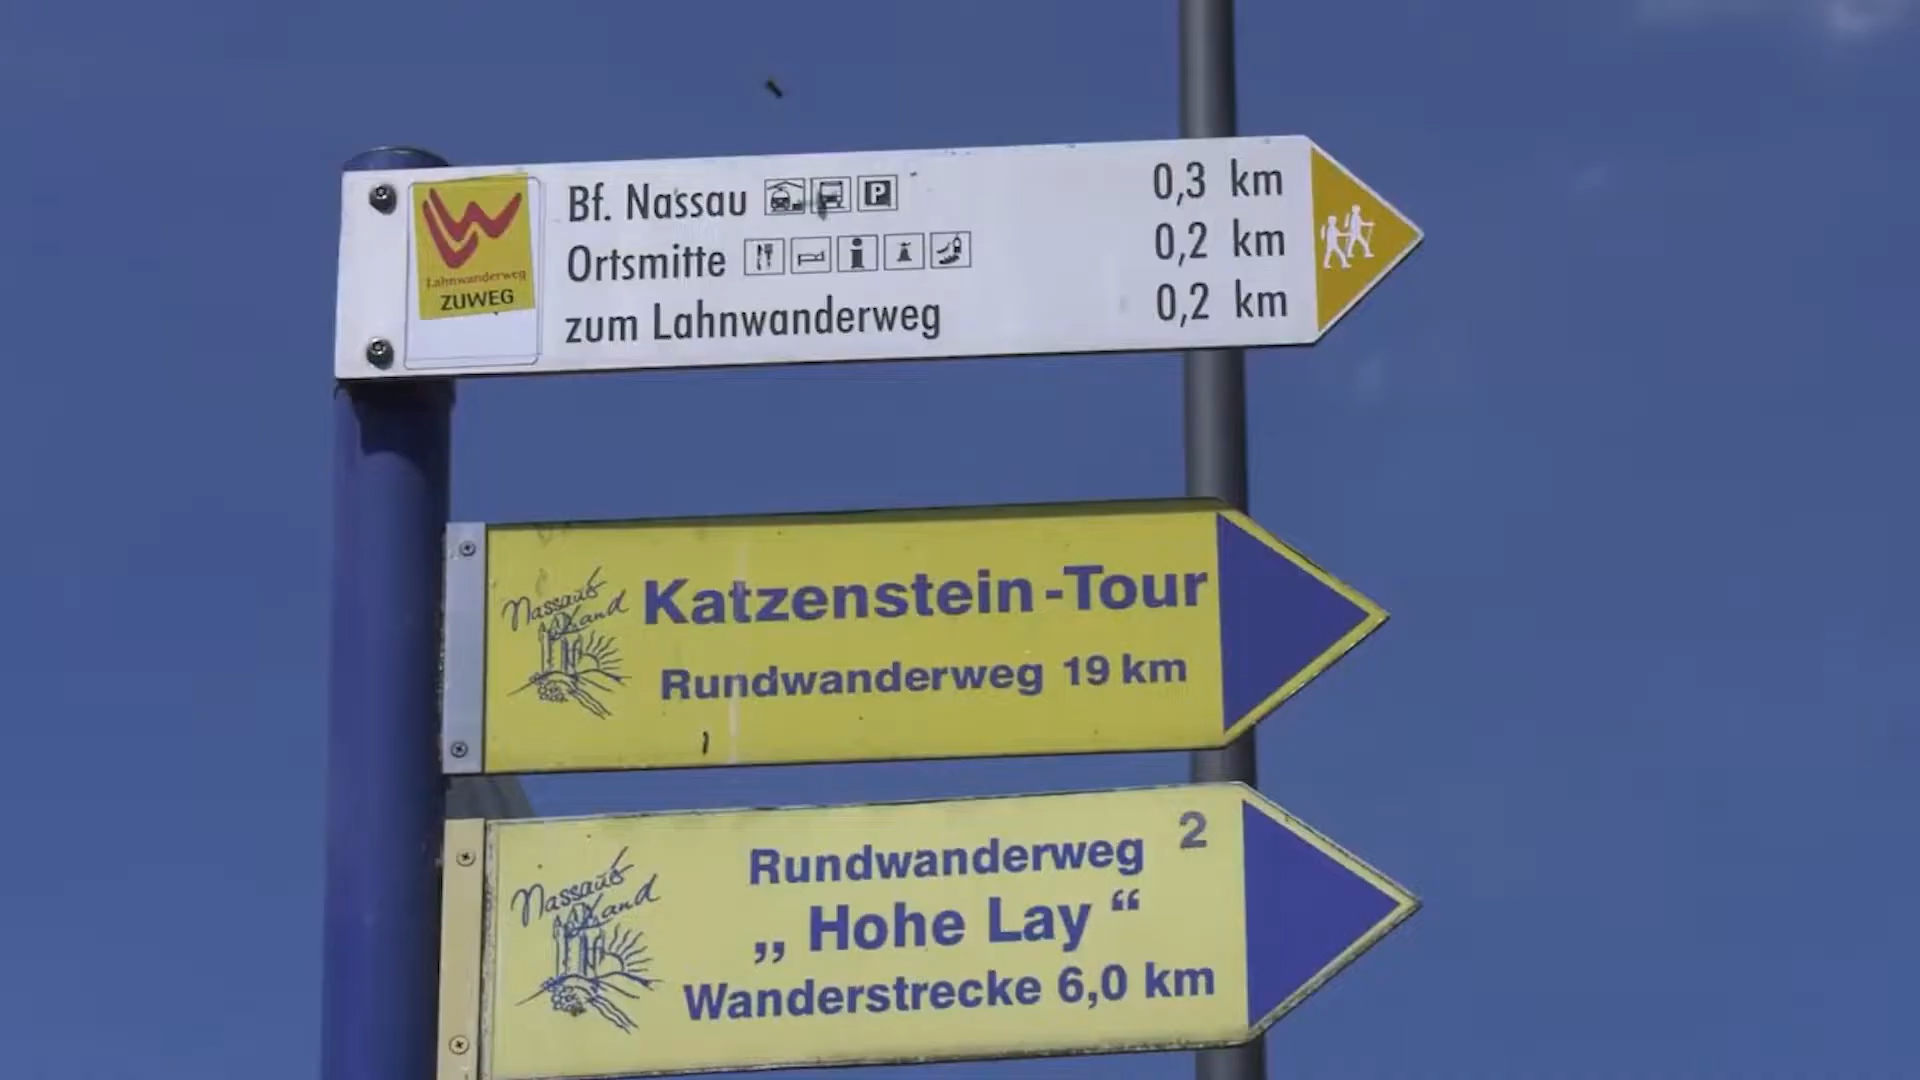 Lahnwanderweg
ZUWEG
Bf. Nassau P 0,3 km
Ortsmitte i 0,2 km
zum Lahnwanderweg 0,2 km
Nassauer
Land
Katzenstein-Tour
Rundwanderweg 19 km
Nassauer
Land
Rundwanderweg 2
„Hohe Lay“
Wanderstrecke 6,0 km